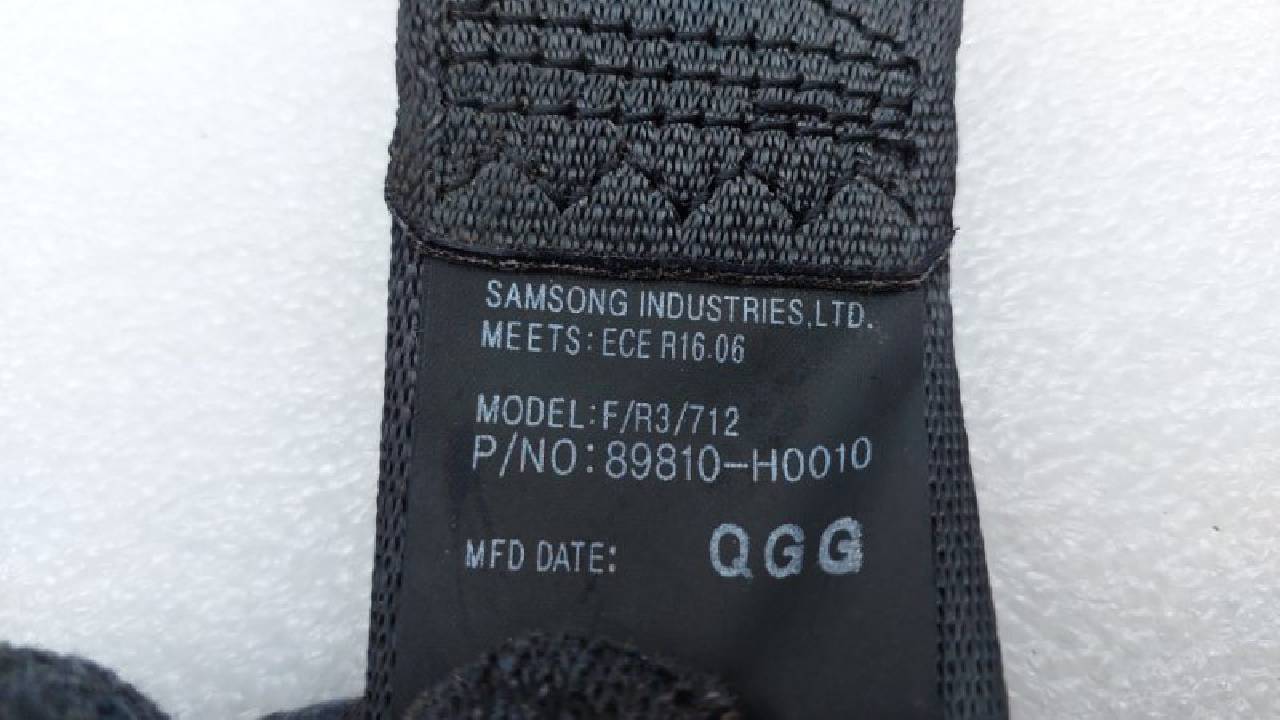 SAMSONG INDUSTRIES,LTD.
MEETS: ECE R16.06
MODEL: F/R3/712
P/NO: 89810-H0010
MFD DATE: QGG